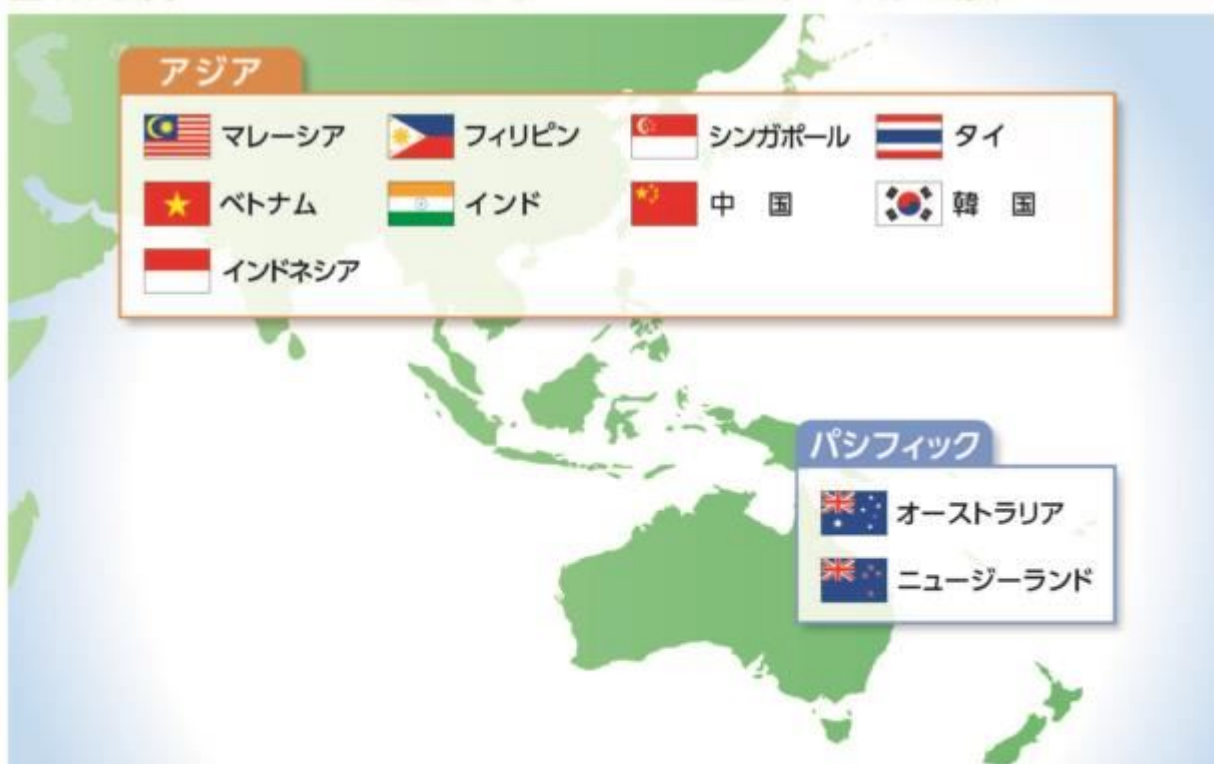 アジア
マレーシア フィリピン シンガポール タイ
ベトナム インド 中 国 韓 国
インドネシア
パシフィック
オーストラリア
ニュージーランド